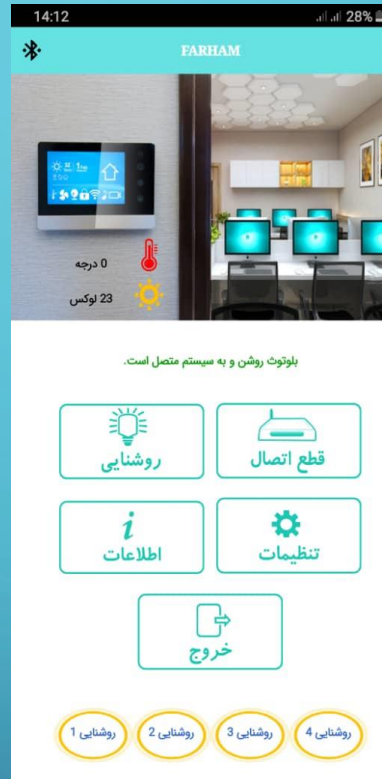 14:12 28%
FARHAM
0 درجه
23 لوکس
بلوتوث روشن و به سیستم متصل است.
قطع اتصال
روشنایی
تنظیمات
اطلاعات
خروج
روشنایی 4
روشنایی 3
روشنایی 2
روشنایی 1